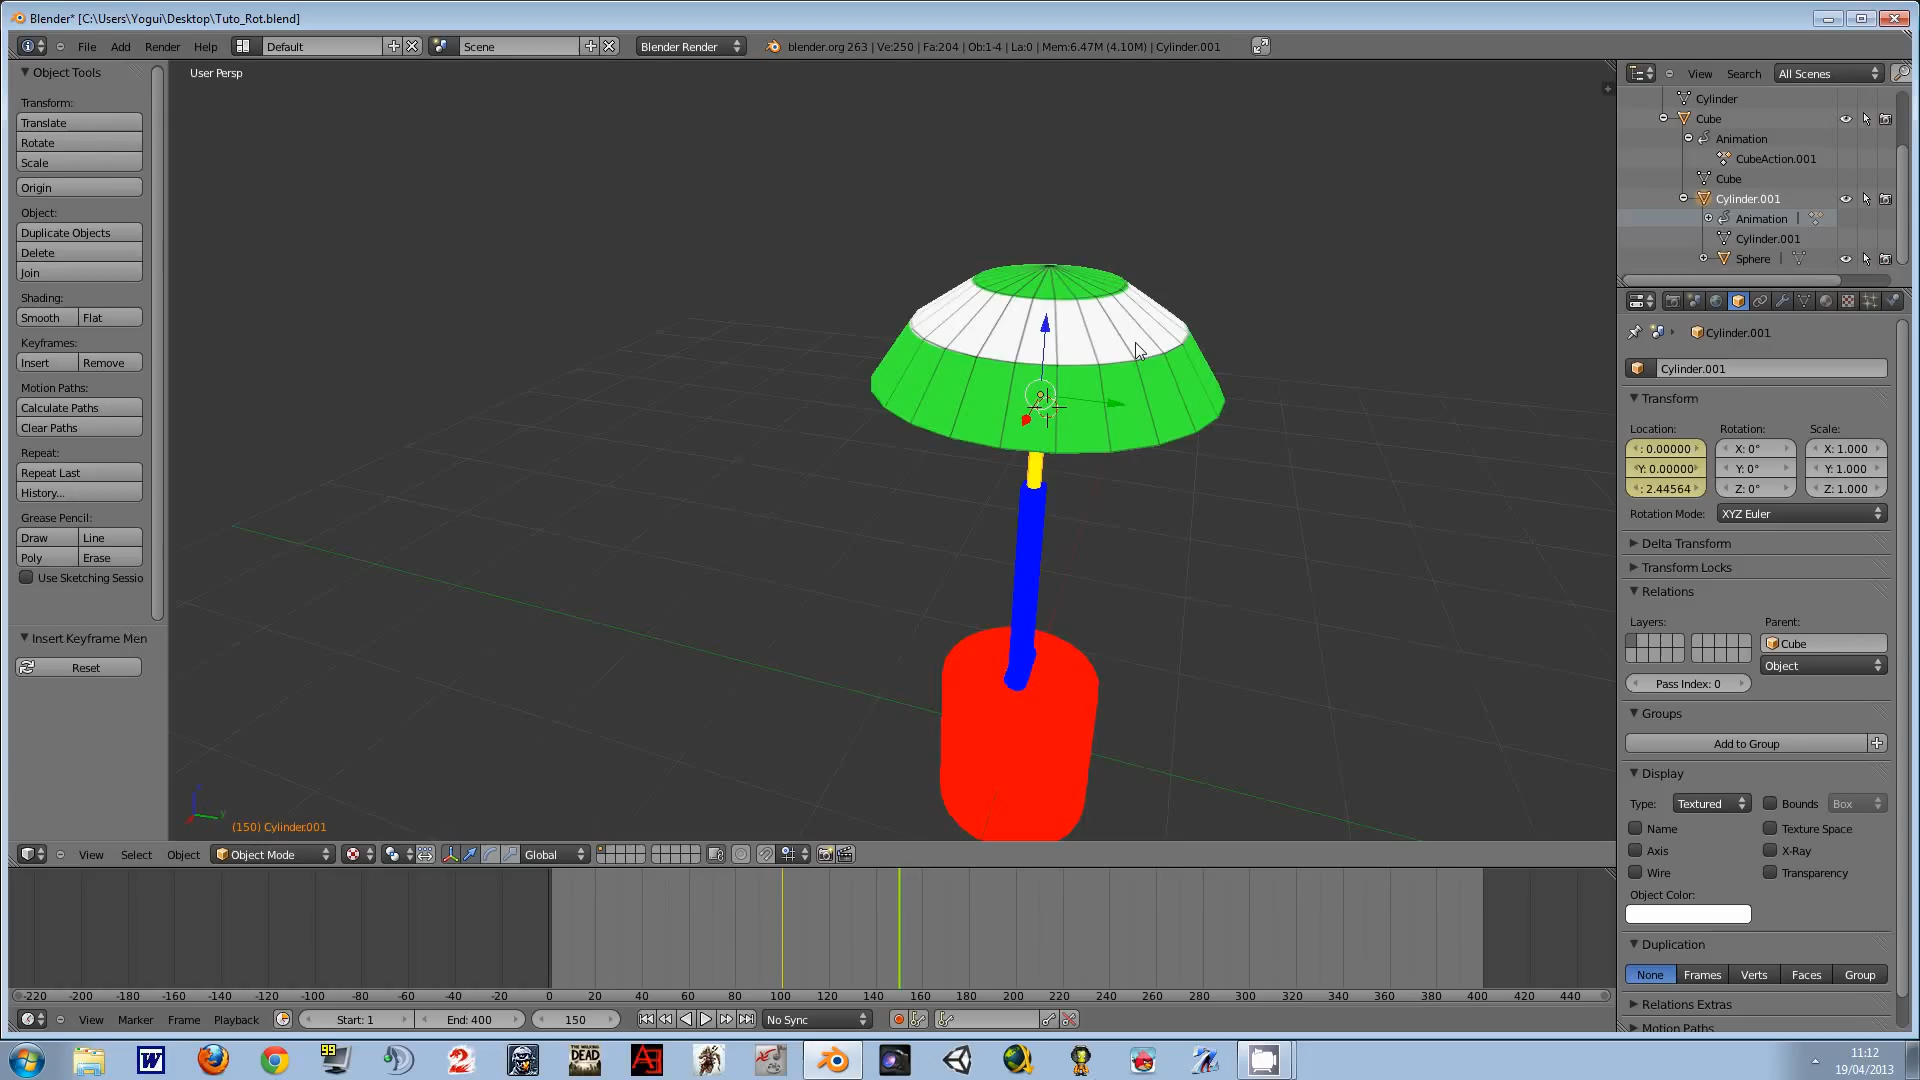 Blender* [C:\Users\Yogui\Desktop\Tuto_Rot.blend]
File Add Render Help Default Scene Blender Render blender.org 263 | Ve:250 | Fa:204 | Ob:1-4 | La:0 | Mem:6.47M (4.10M) | Cylinder.001
Object Tools
Transform:
Translate
Rotate
Scale
Origin
Object:
Duplicate Objects
Delete
Join
Shading:
Smooth Flat
Keyframes:
Insert Remove
Motion Paths:
Calculate Paths
Clear Paths
Repeat:
Repeat Last
History...
Grease Pencil:
Draw Line
Poly Erase
Use Sketching Sessio
Insert Keyframe Men
Reset
User Persp
(150) Cylinder.001
View Select Object Object Mode Global
View Search All Scenes
Cylinder
Cube
Animation
CubeAction.001
Cube
Cylinder.001
Animation
Cylinder.001
Sphere
Cylinder.001
Cylinder.001
Transform
Location: Rotation: Scale:
: 0.00000 X: 0° X: 1.000
Y: 0.00000 Y: 0° Y: 1.000
: 2.44564 Z: 0° Z: 1.000
Rotation Mode: XYZ Euler
Delta Transform
Transform Locks
Relations
Layers: Parent:
Cube
Object
Pass Index: 0
Groups
Add to Group
Display
Type: Textured Bounds Box
Name Texture Space
Axis X-Ray
Wire Transparency
Object Color:
Duplication
None Frames Verts Faces Group
Relations Extras
Motion Paths
-220 -200 -180 -160 -140 -120 -100 -80 -60 -40 -20 0 20 40 60 80 100 120 140 160 180 200 220 240 260 280 300 320 340 360 380 400 420 440
View Marker Frame Playback Start: 1 End: 400 150 No Sync
99
W
2
THE WALKING DEAD
11:12
19/04/2013